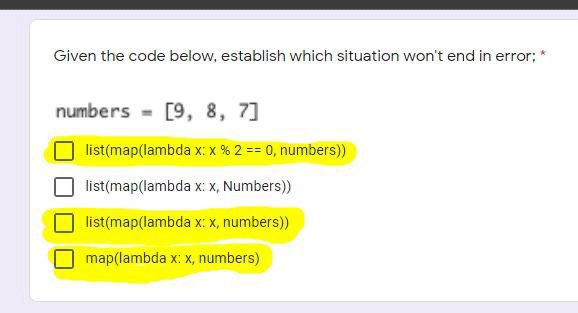 Given the code below, establish which situation won't end in error; *
numbers = [9, 8, 7]
list(map(lambda x: x % 2 == 0, numbers))
list(map(lambda x: x, Numbers))
list(map(lambda x: x, numbers))
map(lambda x: x, numbers)